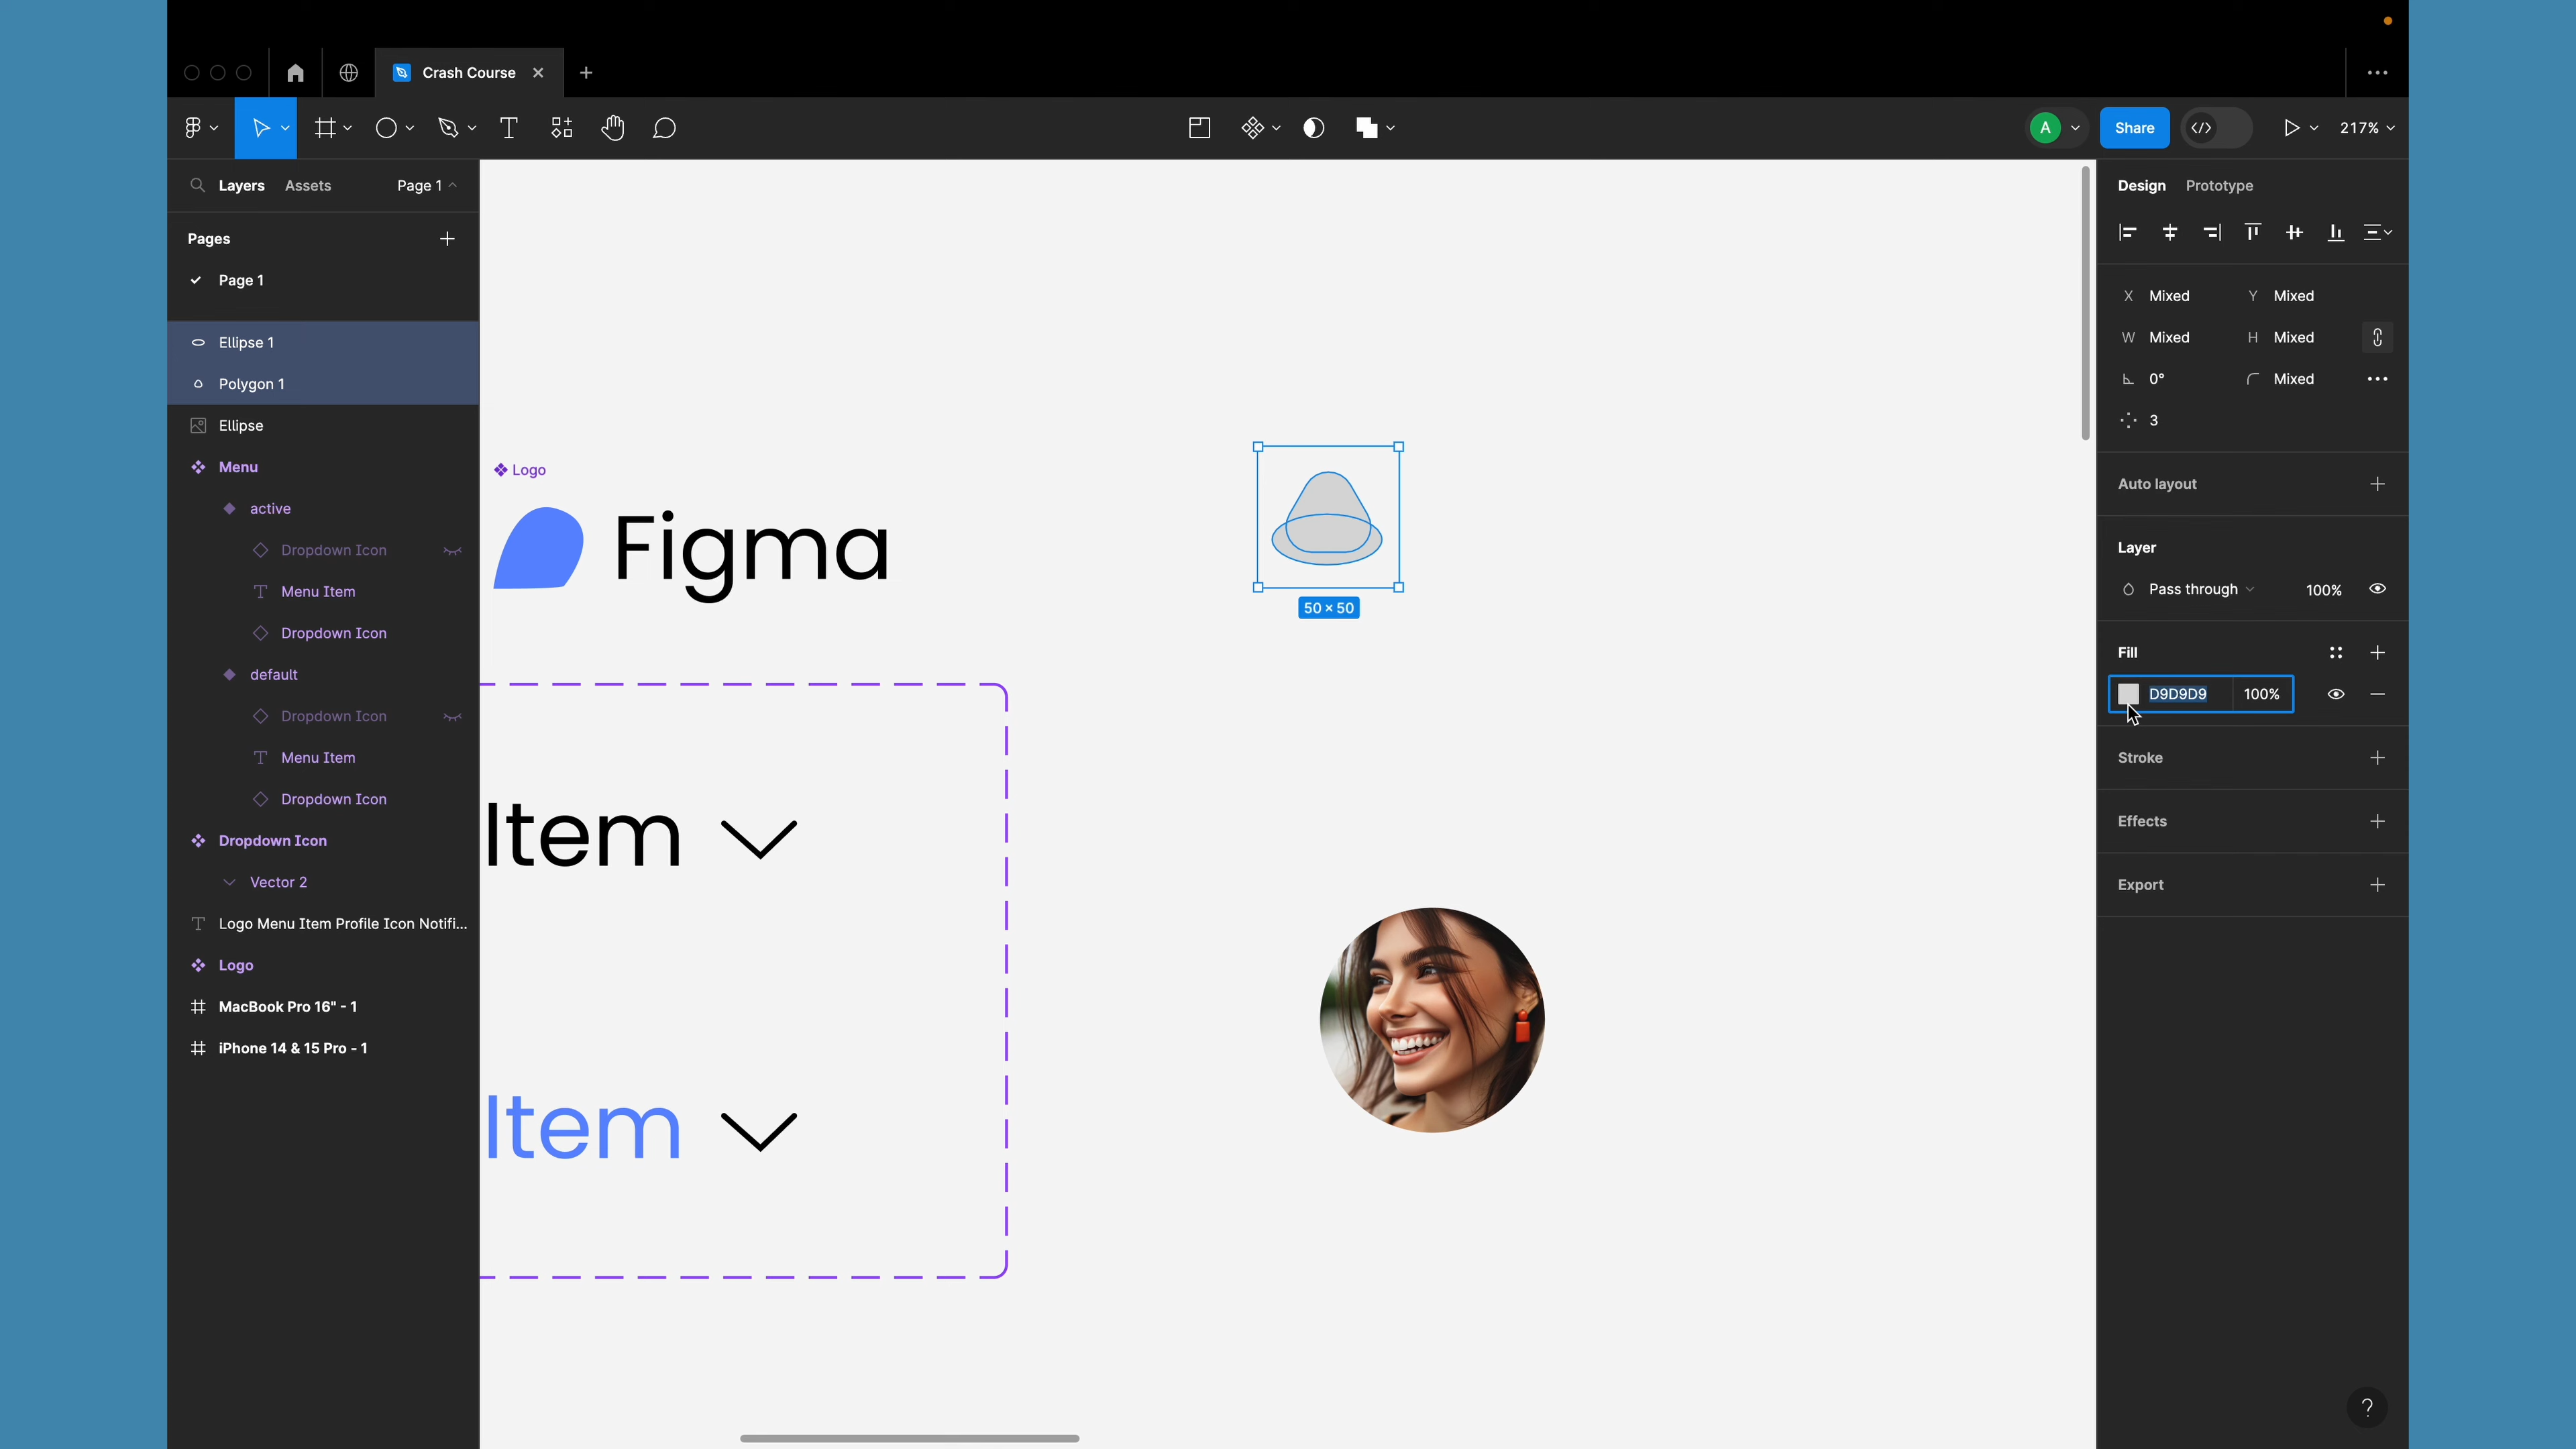 Crash Course
A
Share
217%
Layers
Assets
Page 1
Pages
Page 1
Ellipse 1
Polygon 1
Ellipse
Menu
active
Dropdown Icon
Menu Item
Dropdown Icon
default
Dropdown Icon
Menu Item
Dropdown Icon
Dropdown Icon
Vector 2
Logo Menu Item Profile Icon Notifi...
Logo
MacBook Pro 16" - 1
iPhone 14 & 15 Pro - 1
Logo
Figma
50 × 50
Item
Item
Design
Prototype
X Mixed Y Mixed
W Mixed H Mixed
0° Mixed
3
Auto layout
Layer
Pass through 100%
Fill
D9D9D9 100%
Stroke
Effects
Export
?